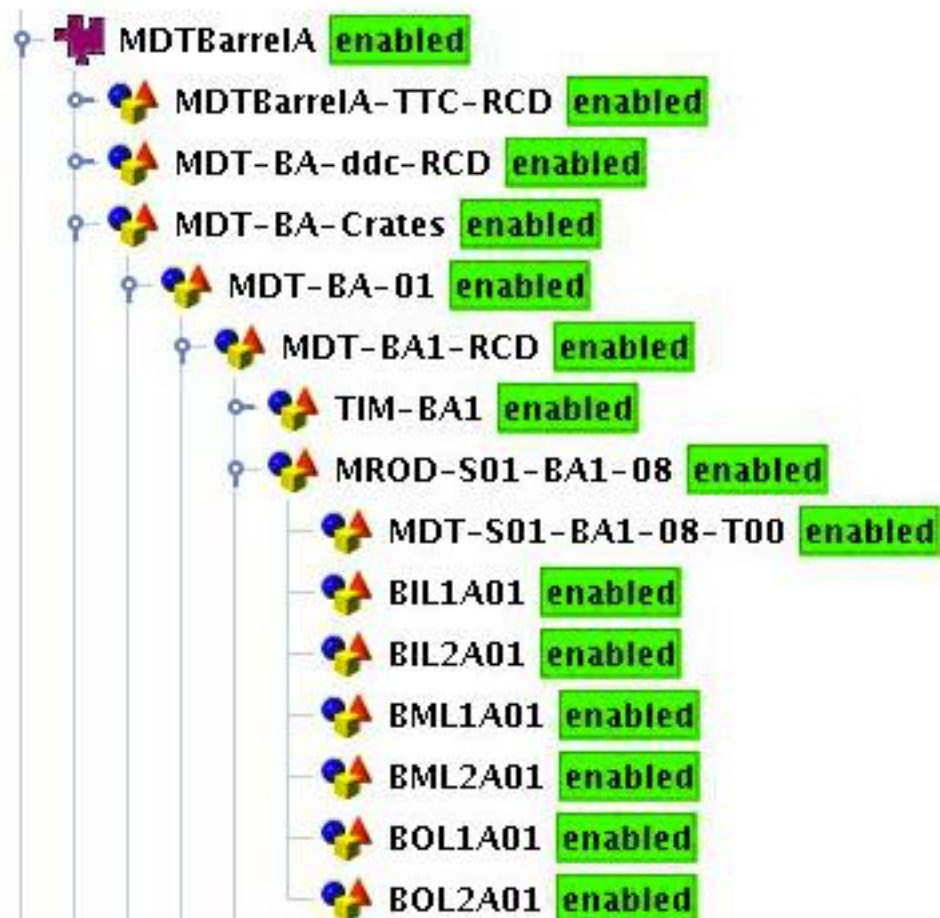 MDTBarrelA enabled
MDTBarrelA-TTC-RCD enabled
MDT-BA-ddc-RCD enabled
MDT-BA-Crates enabled
MDT-BA-01 enabled
MDT-BA1-RCD enabled
TIM-BA1 enabled
MROD-S01-BA1-08 enabled
MDT-S01-BA1-08-T00 enabled
BIL1A01 enabled
BIL2A01 enabled
BML1A01 enabled
BML2A01 enabled
BOL1A01 enabled
BOL2A01 enabled